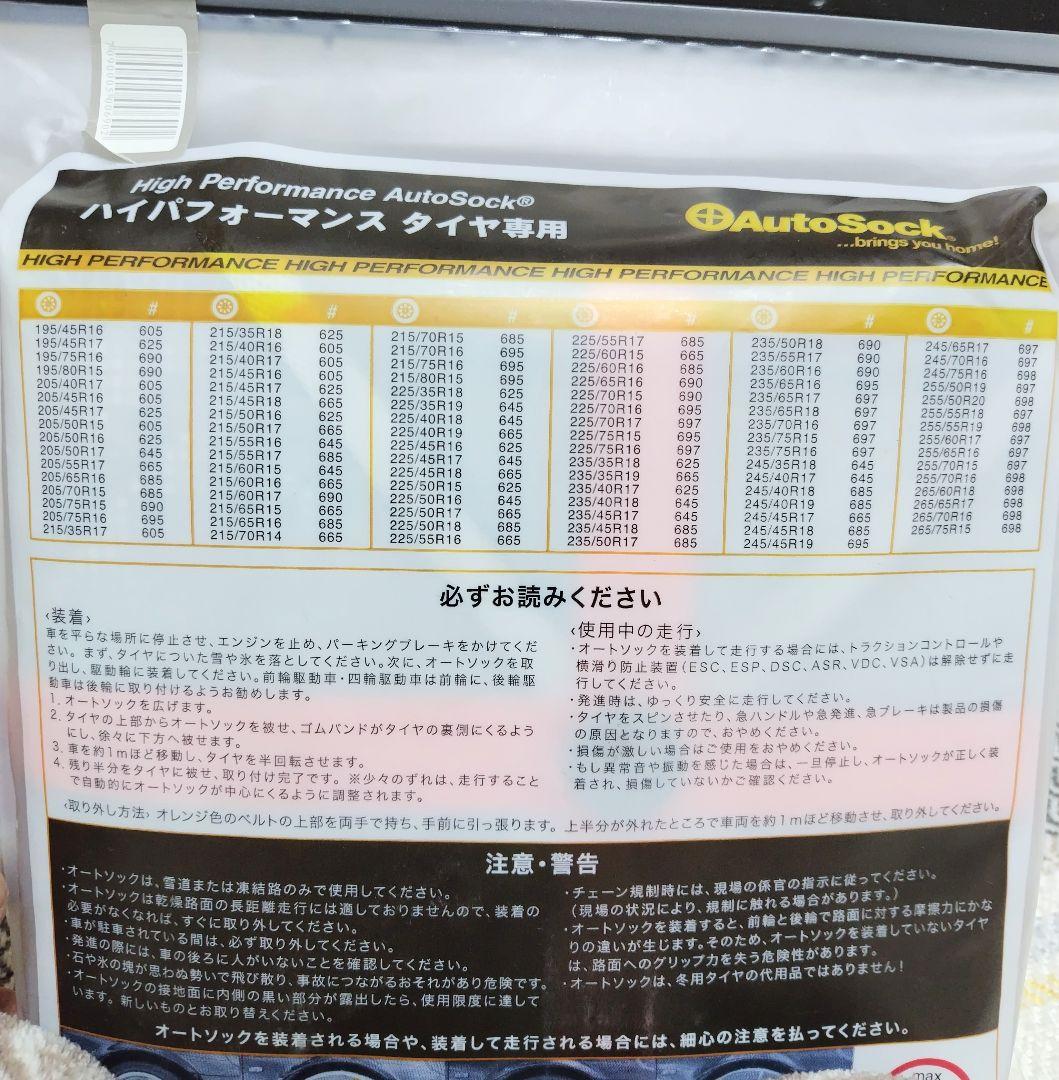 High Performance AutoSock®
ハイパフォーマンス タイヤ専用
AutoSock®
...brings you home!
HIGH PERFORMANCE HIGH PERFORMANCE HIGH PERFORMANCE HIGH PERFORMANCE
# # # # # #
195/45R16 605
195/45R17 625
195/75R16 690
195/80R15 690
205/40R17 605
205/45R16 605
205/45R17 625
205/50R15 605
205/50R16 625
205/50R17 645
205/55R17 665
205/65R16 685
205/70R15 685
205/75R15 690
205/75R16 695
215/35R17 605
215/35R18 625
215/40R16 605
215/40R17 605
215/45R16 605
215/45R17 625
215/45R18 665
215/50R16 625
215/50R17 665
215/55R16 645
215/55R17 685
215/60R15 645
215/60R16 665
215/60R17 690
215/65R15 665
215/65R16 685
215/70R14 665
215/70R15 685
215/70R16 695
215/75R16 695
215/80R15 695
225/35R18 625
225/35R19 645
225/40R18 645
225/40R19 665
225/45R16 625
225/45R17 645
225/45R18 665
225/50R15 625
225/50R16 645
225/50R17 665
225/50R18 685
225/55R16 665
225/55R17 685
225/60R15 665
225/60R16 685
225/65R16 690
225/70R15 690
225/70R16 695
225/70R17 697
225/75R15 695
225/75R16 697
235/35R18 625
235/35R19 665
235/40R17 625
235/40R18 645
235/45R17 645
235/45R18 685
235/50R17 685
235/50R18 690
235/55R17 690
235/60R16 690
235/65R16 695
235/65R17 697
235/65R18 697
235/70R16 697
235/75R15 697
235/75R16 697
245/35R18 645
245/40R17 645
245/40R18 685
245/40R19 685
245/45R17 665
245/45R18 685
245/45R19 695
245/65R17 697
245/70R16 697
245/75R16 698
255/50R19 697
255/50R20 698
255/55R18 697
255/55R19 698
255/60R17 697
255/65R16 697
255/70R15 697
255/70R16 698
265/60R18 698
265/65R17 698
265/70R16 698
265/75R15 698
必ずお読みください
‹装着›
車を平らな場所に停止させ、エンジンを止め、パーキングブレーキをかけてくだ
さい。まず、タイヤについた雪や氷を落としてください。次に、オートソックを取
り出し、駆動輪に装着してください。前輪駆動車・四輪駆動車は前輪に、後輪駆
動車は後輪に取り付けるようお勧めします。
1. オートソックを広げます。
2. タイヤの上部からオートソックを被せ、ゴムバンドがタイヤの裏側にくるよう
にし、徐々に下方へ被せます。
3. 車を約1mほど移動し、タイヤを半回転させます。
4. 残り半分をタイヤに被せ、取り付け完了です。※少々のずれは、走行すること
で自動的にオートソックが中心にくるように調整されます。
‹使用中の走行›
・オートソックを装着して走行する場合には、トラクションコントロールや
横滑り防止装置(ESC、ESP、DSC、ASR、VDC、VSA)は解除せずに走
行してください。
・発進時は、ゆっくり安全に走行してください。
・タイヤをスピンさせたり、急ハンドルや急発進、急ブレーキは製品の損傷
の原因となりますので、おやめください。
・損傷が激しい場合はご使用をおやめください。
・もし異常音や振動を感じた場合は、一旦停止し、オートソックが正しく装
着され、損傷していないかご確認ください。
‹取り外し方法› オレンジ色のベルトの上部を両手で持ち、手前に引っ張ります。上半分が外れたところで車両を約1mほど移動させ、取り外してください。
注意・警告
・オートソックは、雪道または凍結路のみで使用してください。
・オートソックは乾燥路面の長距離走行には適しておりませんので、装着の
必要がなくなれば、すぐに取り外してください。
・車が駐車されている間は、必ず取り外してください。
・発進の際には、車の後ろに人がいないことを確認してください。
・石や氷の塊が思わぬ勢いで飛び散り、事故につながるおそれがあり危険です。
・オートソックの接地面に内側の黒い部分が露出したら、使用限度に達して
います。新しいものとお取り替えください。
・チェーン規制時には、現場の係官の指示に従ってください。
(現場の状況により、規制に触れる場合があります。)
・オートソックを装着すると、前輪と後輪で路面に対する摩擦力にかな
りの違いが生じます。そのため、オートソックを装着していないタイヤ
は、路面へのグリップ力を失う危険性があります。
・オートソックは、冬用タイヤの代用品ではありません!
オートソックを装着される場合や、装着して走行される場合には、細心の注意を払ってください。
max